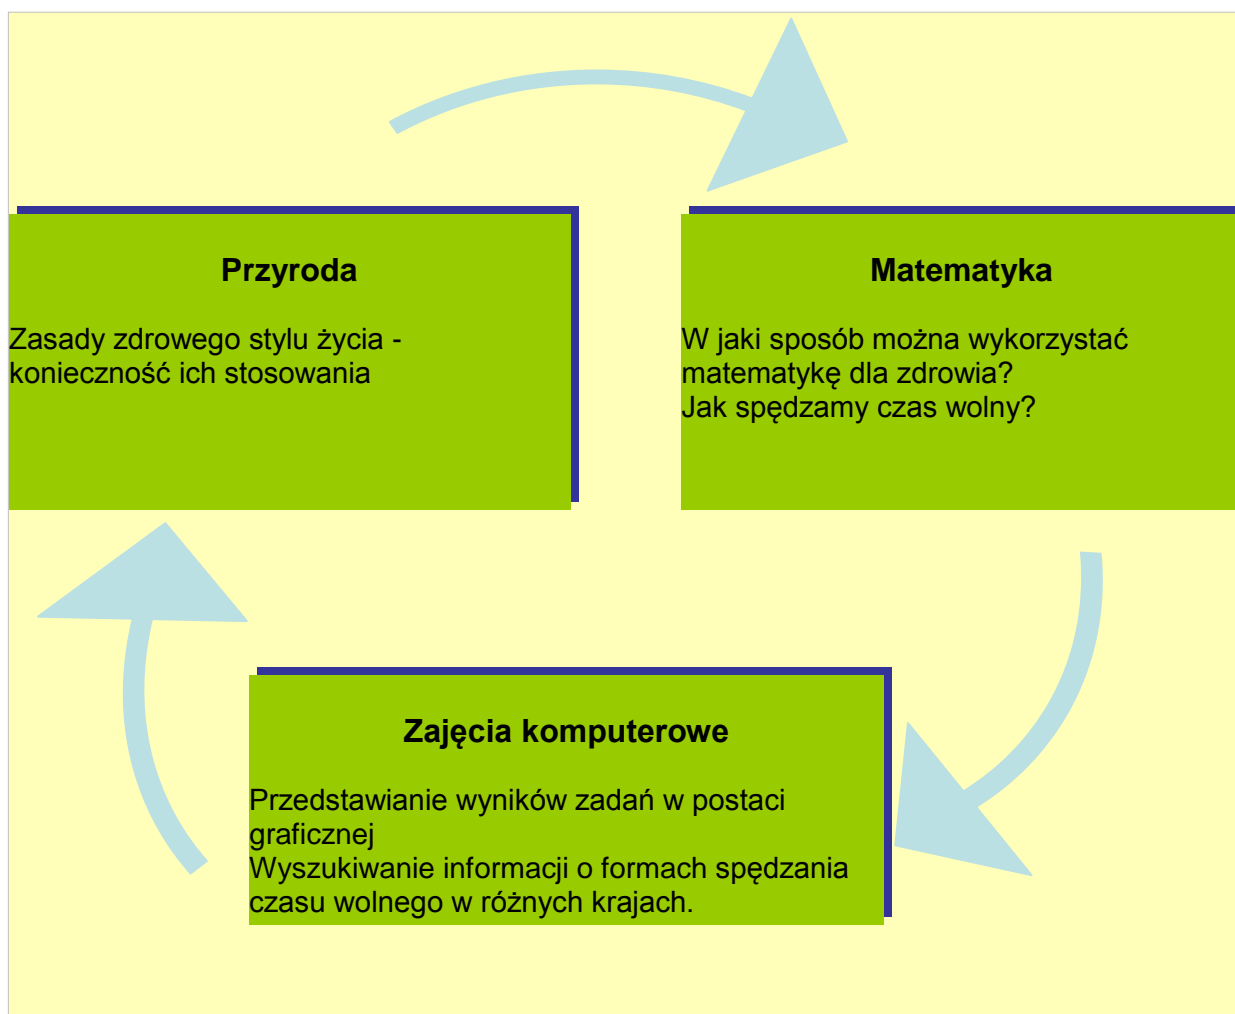 Przyroda
Zasady zdrowego stylu życia -
konieczność ich stosowania
Matematyka
W jaki sposób można wykorzystać
matematykę dla zdrowia?
Jak spędzamy czas wolny?
Zajęcia komputerowe
Przedstawianie wyników zadań w postaci
graficznej
Wyszukiwanie informacji o formach spędzania
czasu wolnego w różnych krajach.